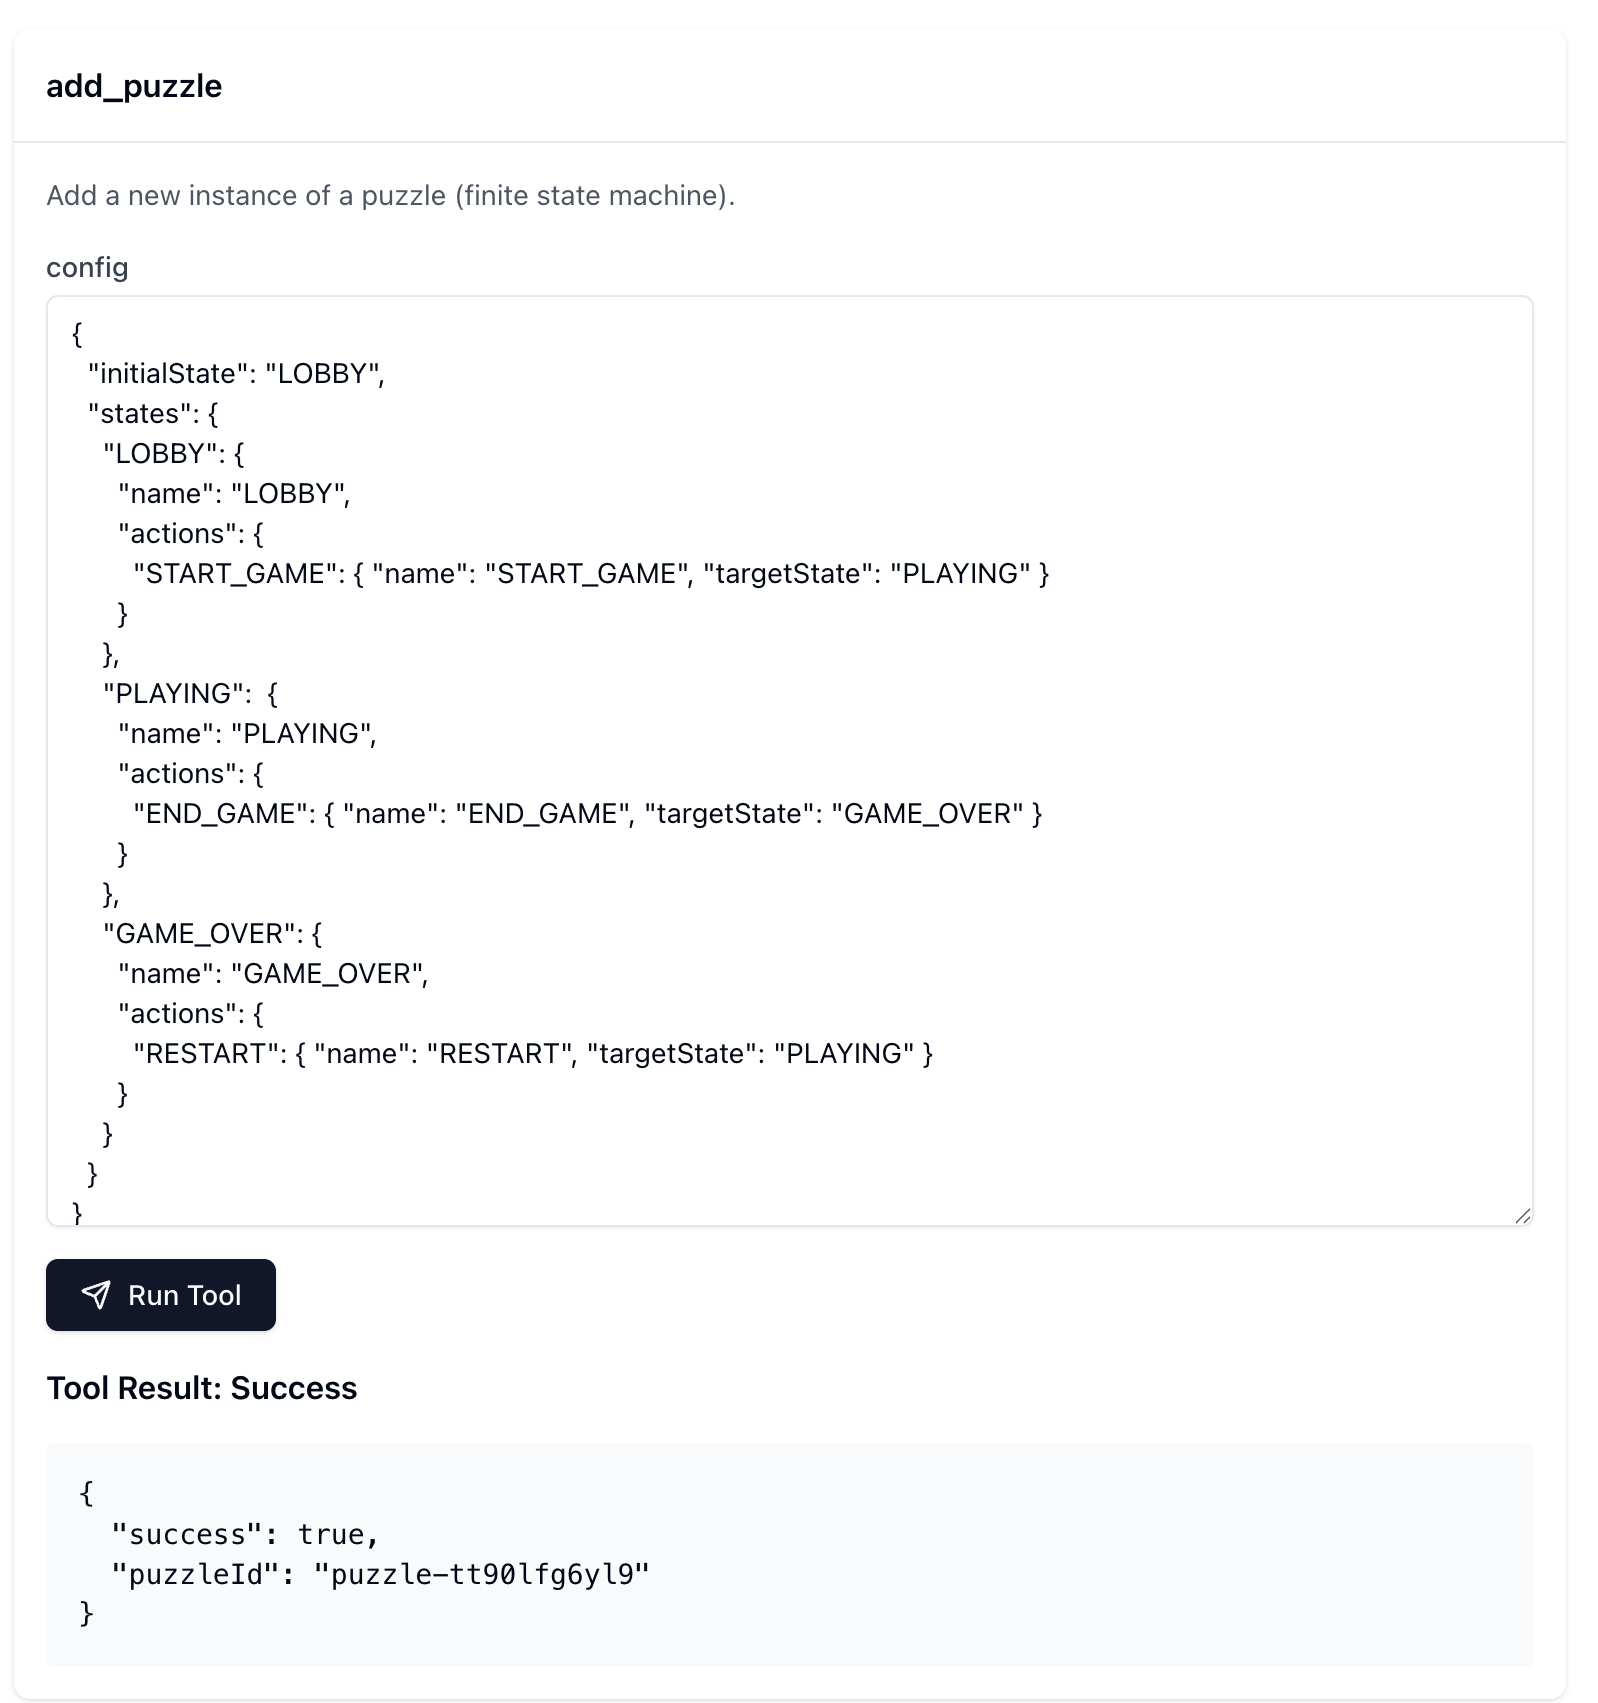 add_puzzle
Add a new instance of a puzzle (finite state machine).
config
{
  "initialState": "LOBBY",
  "states": {
    "LOBBY": {
      "name": "LOBBY",
      "actions": {
        "START_GAME": { "name": "START_GAME", "targetState": "PLAYING" }
      }
    },
    "PLAYING":  {
      "name": "PLAYING",
      "actions": {
        "END_GAME": { "name": "END_GAME", "targetState": "GAME_OVER" }
      }
    },
    "GAME_OVER": {
      "name": "GAME_OVER",
      "actions": {
        "RESTART": { "name": "RESTART", "targetState": "PLAYING" }
      }
    }
  }
}
Run Tool
Tool Result: Success
{
  "success": true,
  "puzzleId": "puzzle-tt90lfg6yl9"
}